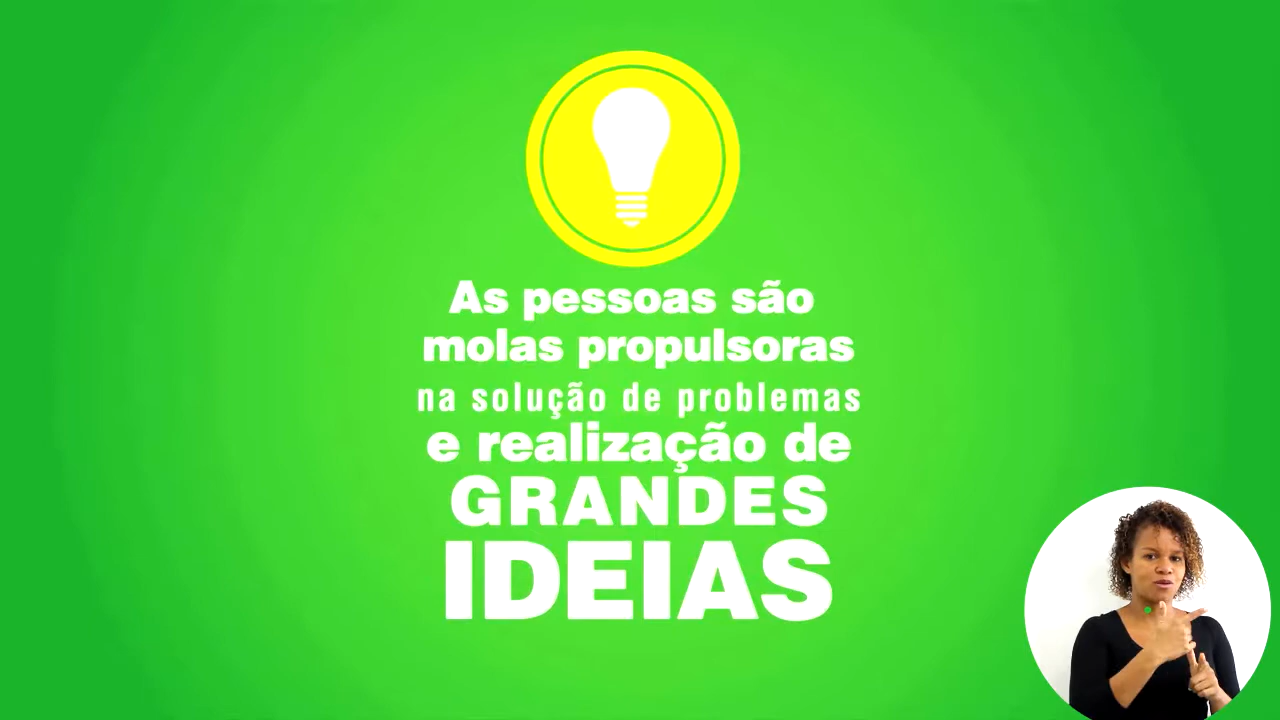 As pessoas são
molas propulsoras
na solução de problemas
e realização de
GRANDES
IDEIAS